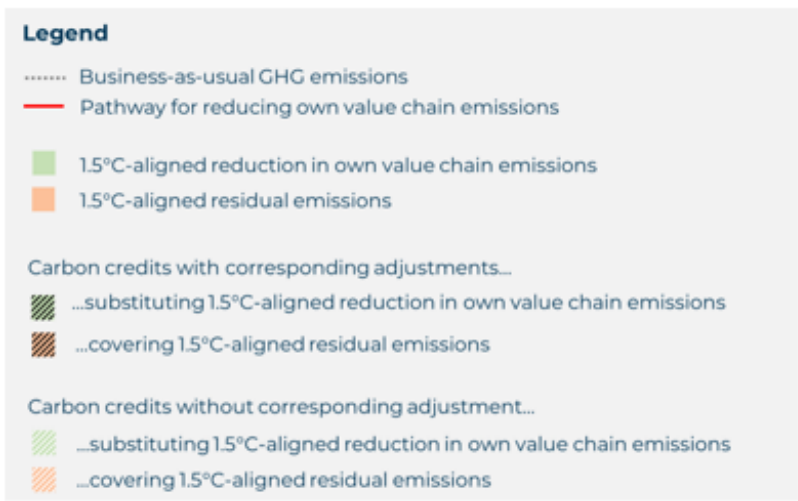 Legend
Business-as-usual GHG emissions
Pathway for reducing own value chain emissions
1.5°C-aligned reduction in own value chain emissions
1.5°C-aligned residual emissions
Carbon credits with corresponding adjustments...
...substituting 1.5°C-aligned reduction in own value chain emissions
...covering 1.5°C-aligned residual emissions
Carbon credits without corresponding adjustment...
...substituting 1.5°C-aligned reduction in own value chain emissions
...covering 1.5°C-aligned residual emissions